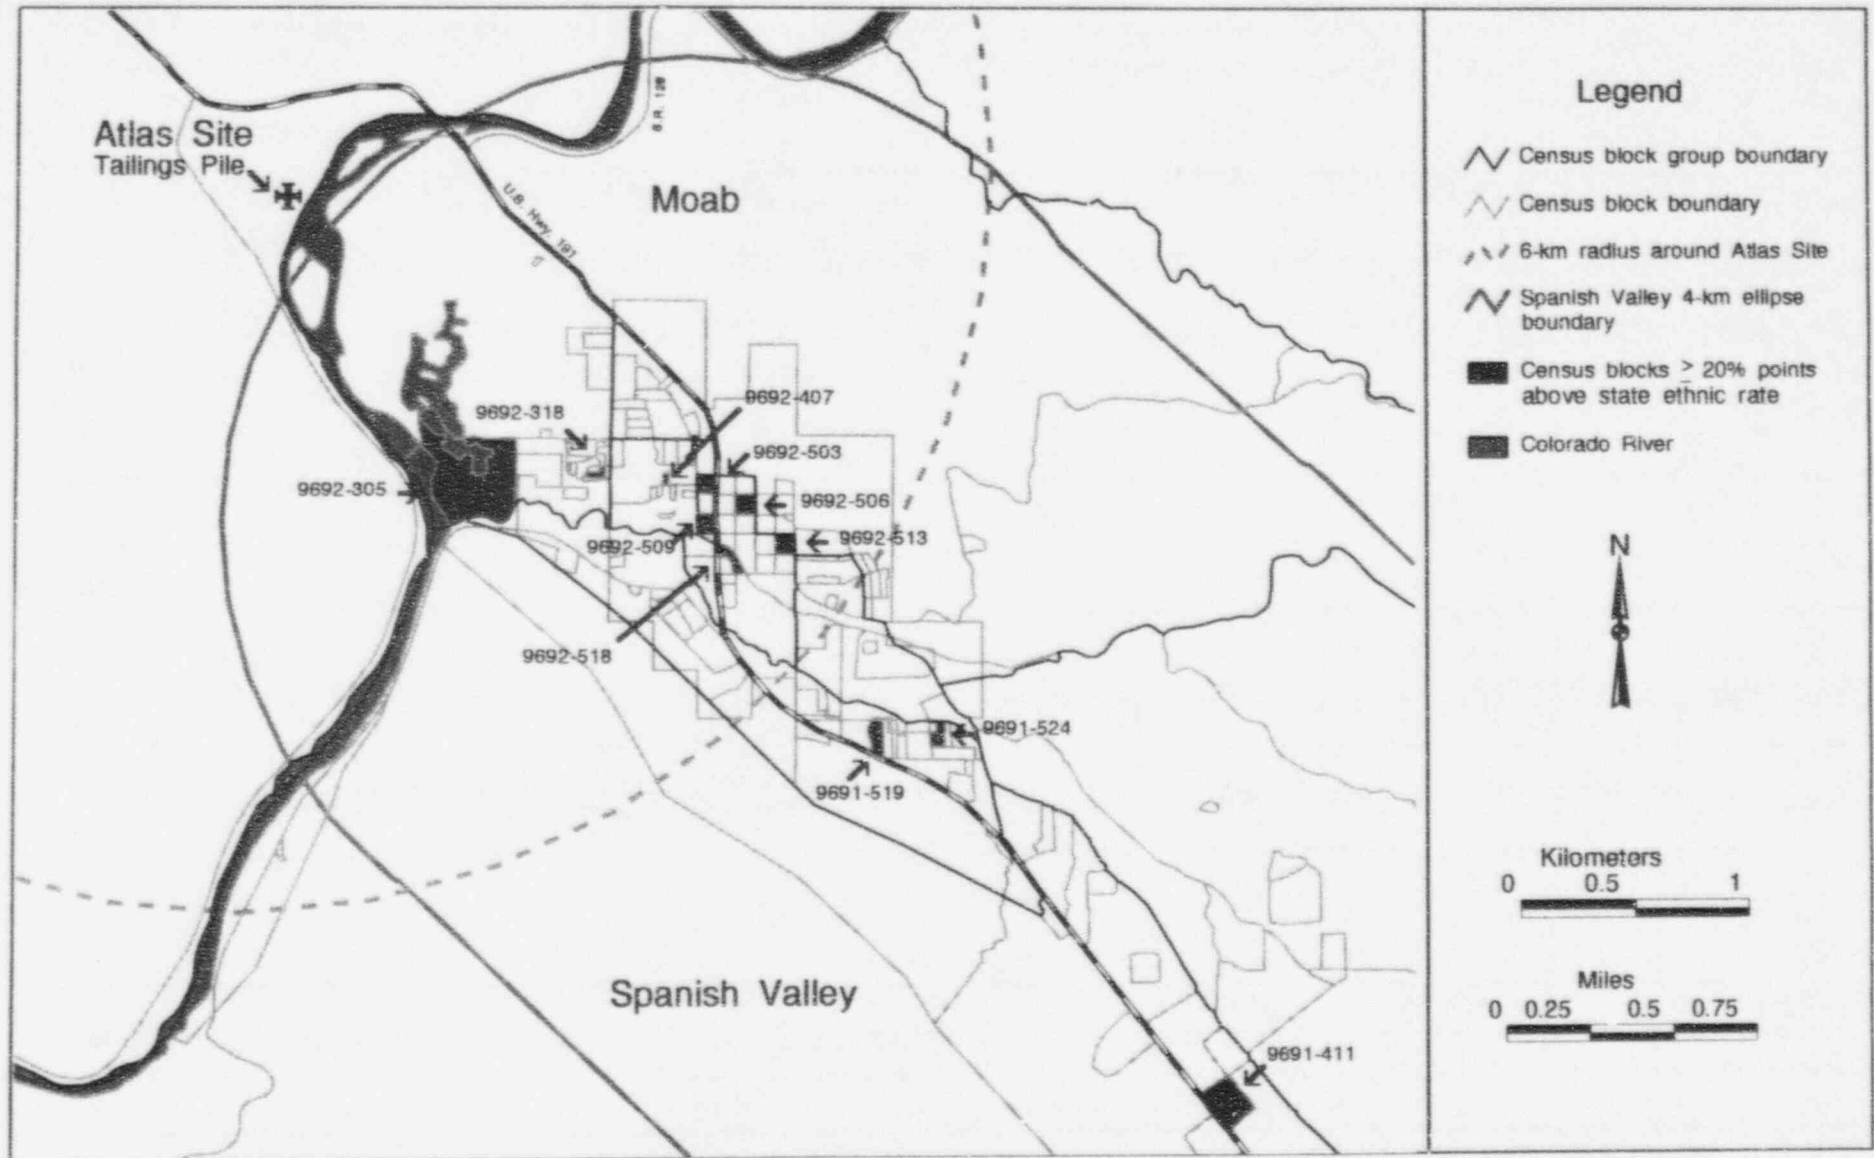 Atlas Site
Tailings Pile
S.R. 128
U.S. Hwy. 191
Moab
9692-318
9692-407
9692-503
9692-305
9692-506
9692-509
9692-513
9692-518
9691-524
9691-519
Spanish Valley
9691-411
Legend
Census block group boundary
Census block boundary
6-km radius around Atlas Site
Spanish Valley 4-km ellipse
boundary
Census blocks ≥ 20% points
above state ethnic rate
Colorado River
N
Kilometers
0 0.5 1
Miles
0 0.25 0.5 0.75